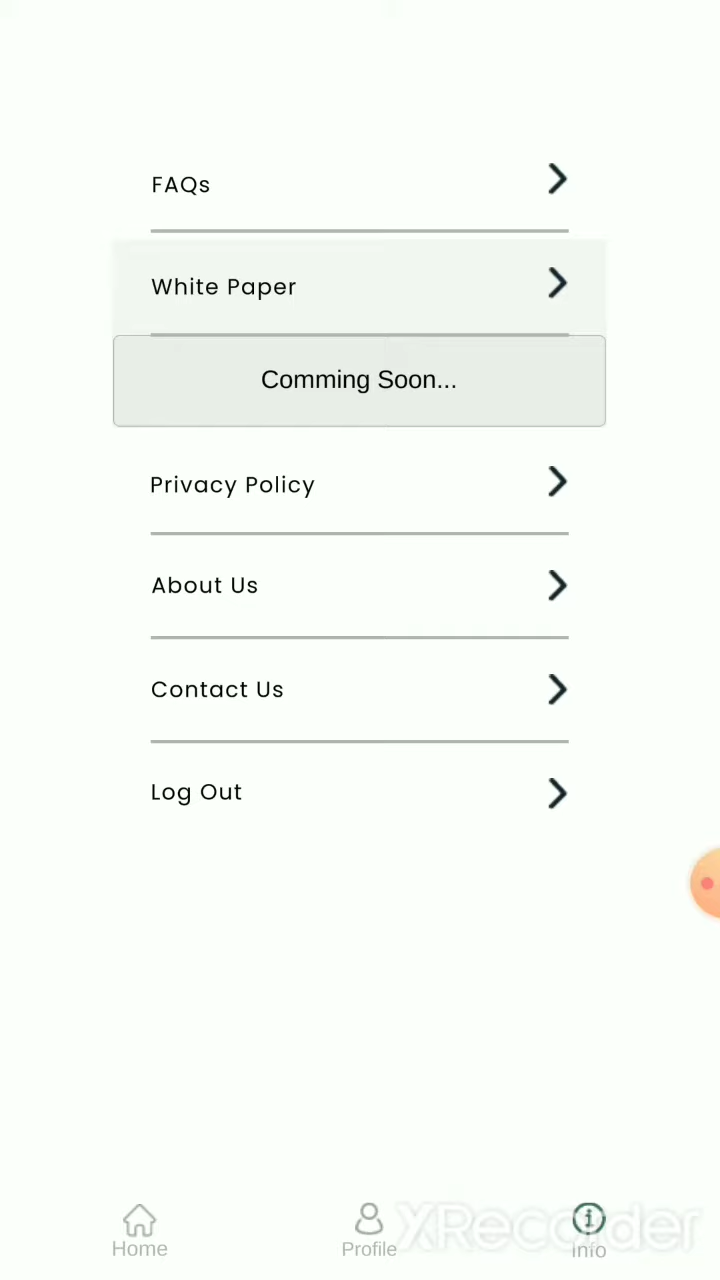 FAQs
White Paper
Comming Soon...
Privacy Policy
About Us
Contact Us
Log Out
Home
Profile
Info
XRecorder